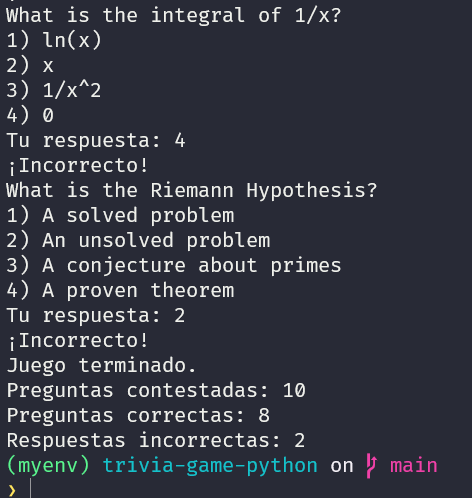 What is the integral of 1/x?
1) ln(x)
2) x
3) 1/x^2
4) 0
Tu respuesta: 4
¡Incorrecto!
What is the Riemann Hypothesis?
1) A solved problem
2) An unsolved problem
3) A conjecture about primes
4) A proven theorem
Tu respuesta: 2
¡Incorrecto!
Juego terminado.
Preguntas contestadas: 10
Preguntas correctas: 8
Respuestas incorrectas: 2
(myenv) trivia-game-python on main
❯